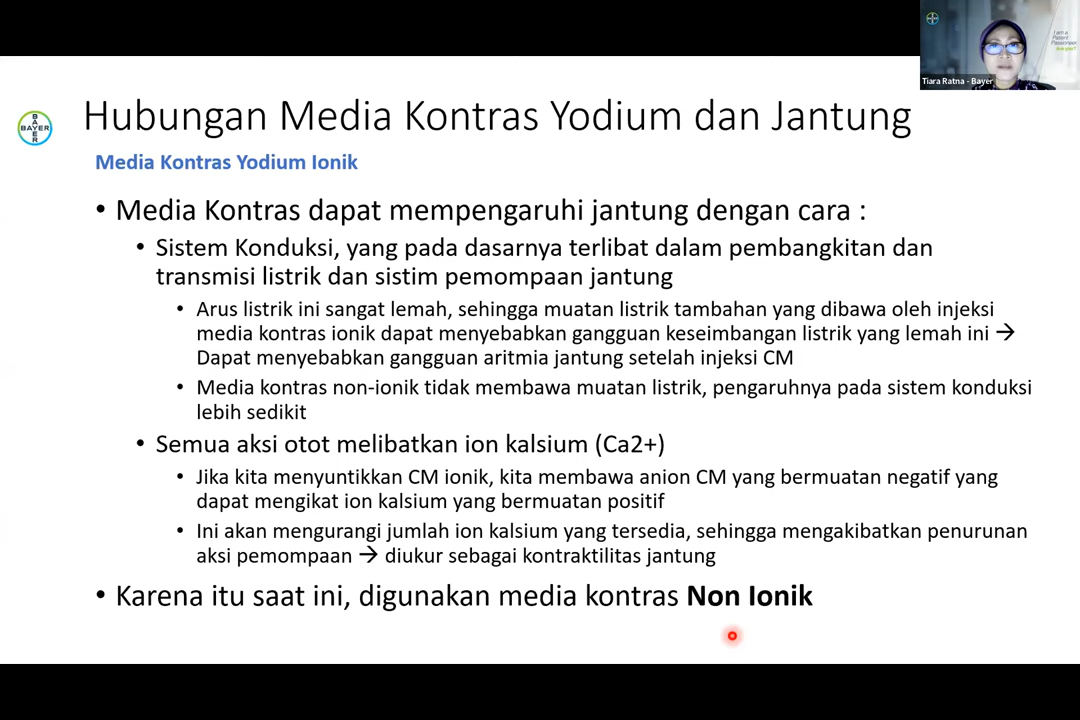 I am a
Patient
Passioneer
Are you?
Tiara Ratna - Bayer
BAYER
Hubungan Media Kontras Yodium dan Jantung
Media Kontras Yodium Ionik
• Media Kontras dapat mempengaruhi jantung dengan cara :
• Sistem Konduksi, yang pada dasarnya terlibat dalam pembangkitan dan
transmisi listrik dan sistim pemompaan jantung
• Arus listrik ini sangat lemah, sehingga muatan listrik tambahan yang dibawa oleh injeksi
media kontras ionik dapat menyebabkan gangguan keseimbangan listrik yang lemah ini →
Dapat menyebabkan gangguan aritmia jantung setelah injeksi CM
• Media kontras non-ionik tidak membawa muatan listrik, pengaruhnya pada sistem konduksi
lebih sedikit
• Semua aksi otot melibatkan ion kalsium (Ca2+)
• Jika kita menyuntikkan CM ionik, kita membawa anion CM yang bermuatan negatif yang
dapat mengikat ion kalsium yang bermuatan positif
• Ini akan mengurangi jumlah ion kalsium yang tersedia, sehingga mengakibatkan penurunan
aksi pemompaan → diukur sebagai kontraktilitas jantung
• Karena itu saat ini, digunakan media kontras Non Ionik